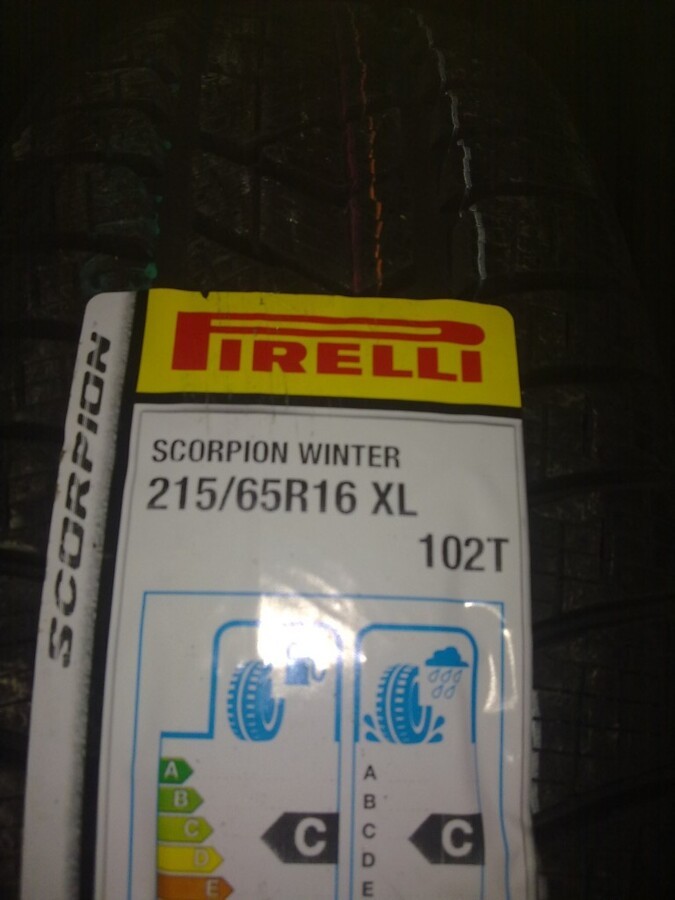 PIRELLI
SCORPION
SCORPION WINTER
215/65R16 XL
102T
A
B
C
D
E
C
A
B
C
D
E
C